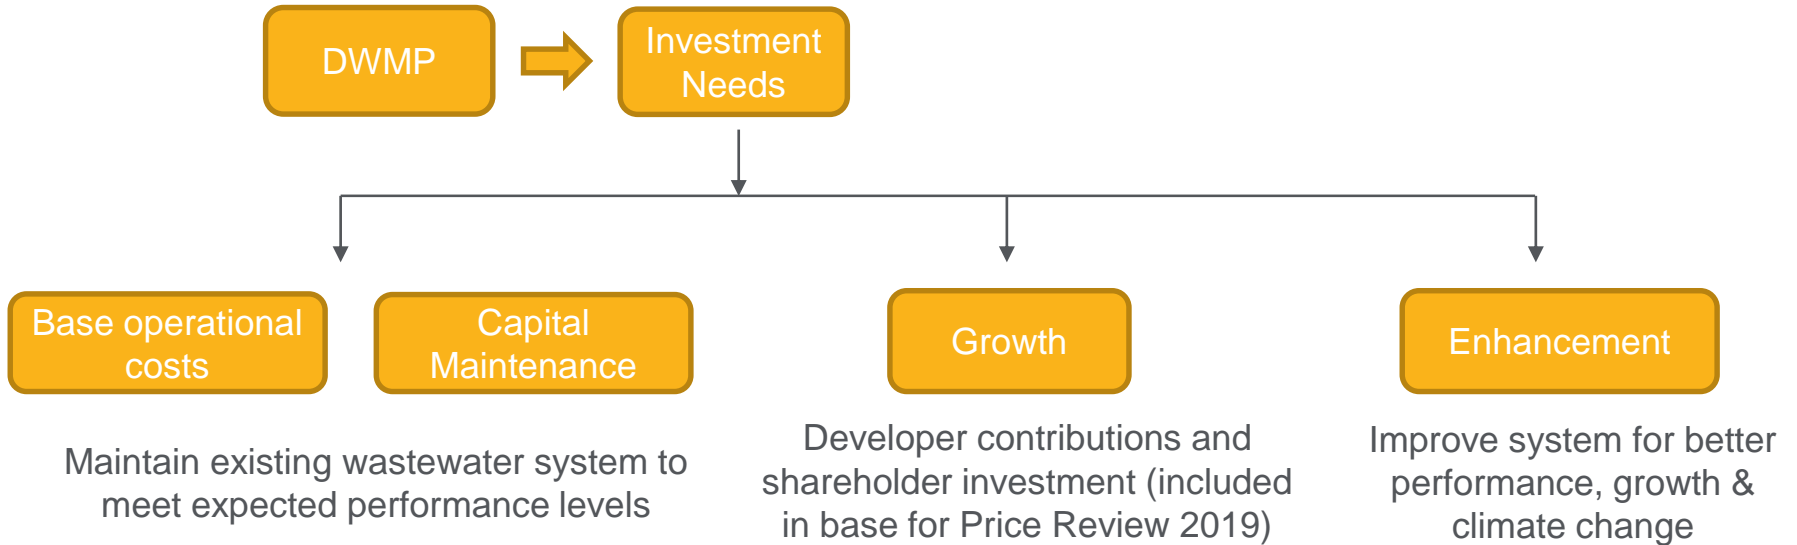 DWMP
Investment
Needs
Base operational
costs
Capital
Maintenance
Growth
Enhancement
Maintain existing wastewater system to
meet expected performance levels
Developer contributions and
shareholder investment (included
in base for Price Review 2019)
Improve system for better
performance, growth &
climate change